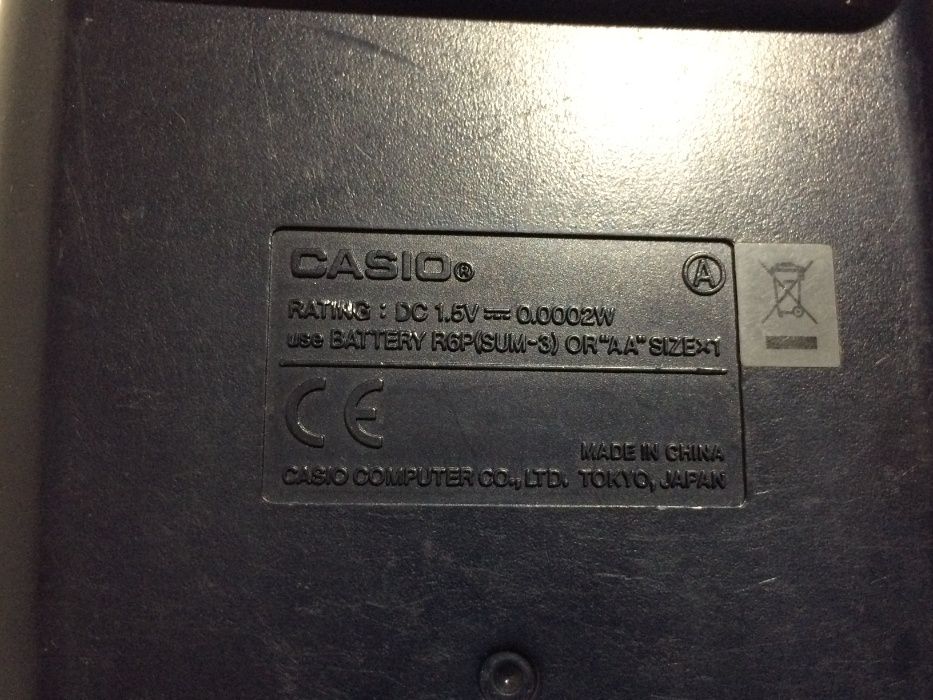 CASIO® Ⓐ
RATING : DC 1.5V ⎓ 0.0002W
use BATTERY R6P(SUM-3) OR "AA" SIZE×1
CE
MADE IN CHINA
CASIO COMPUTER CO., LTD. TOKYO, JAPAN